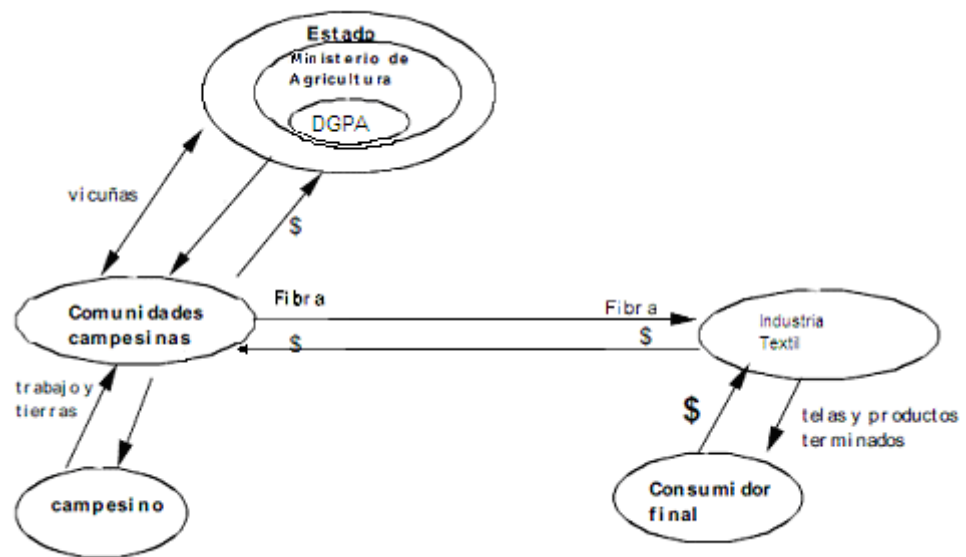 Estado
Ministerio de
Agricultura
DGPA
vicuñas
$
Comunidades
campesinas
Fibra
Fibra
$
$
Industria
Textil
trabajo y
tierras
$
telas y productos
terminados
campesino
Consumidor
final